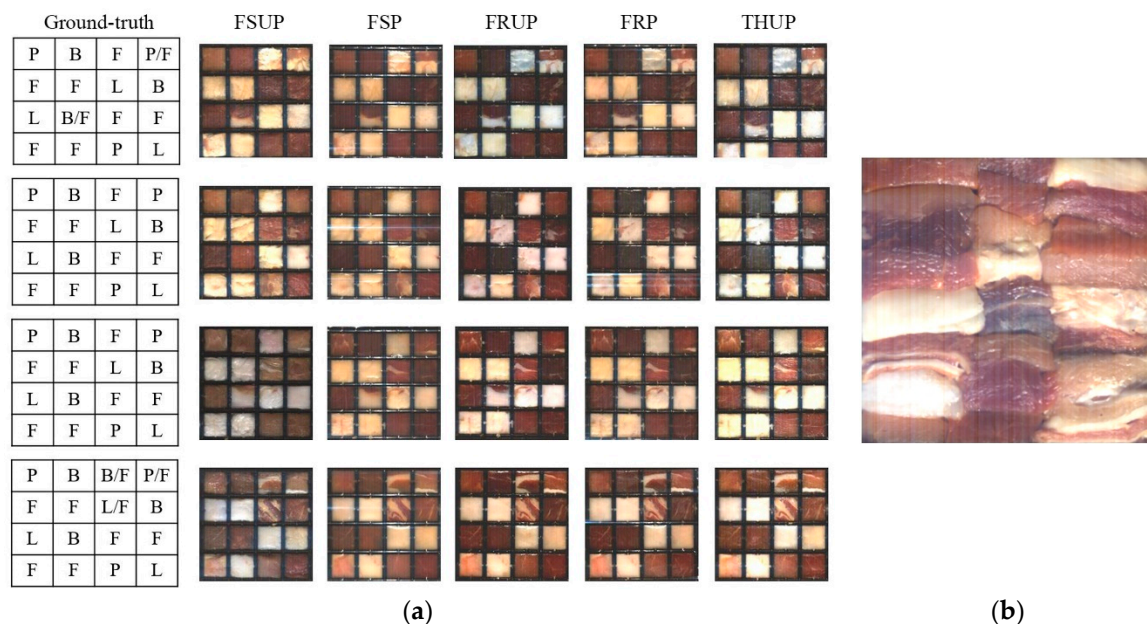 Ground-truth FSUP FSP FRUP FRP THUP
P B F P/F
F F L B
L B/F F F
F F P L
P B F P
F F L B
L B F F
F F P L
P B F P
F F L B
L B F F
F F P L
P B B/F P/F
F F L/F B
L B F F
F F P L
(a) (b)